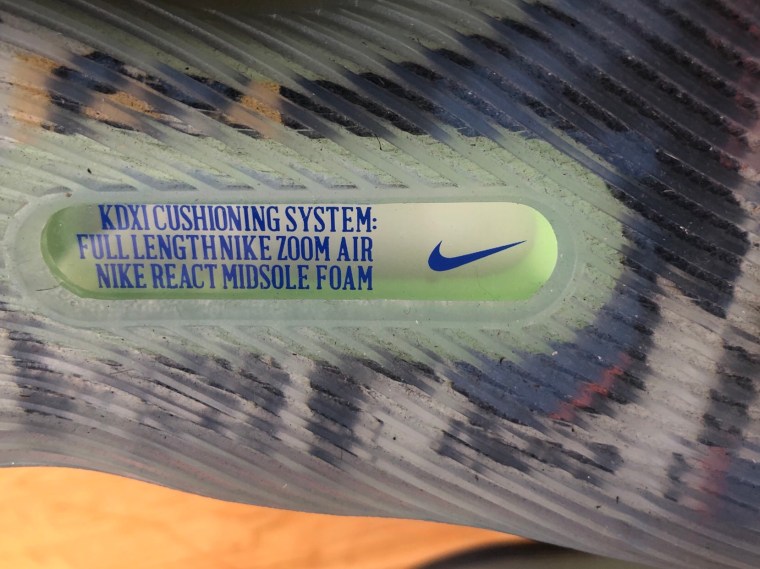 KDXI CUSHIONING SYSTEM:
FULL LENGTH NIKE ZOOM AIR
NIKE REACT MIDSOLE FOAM